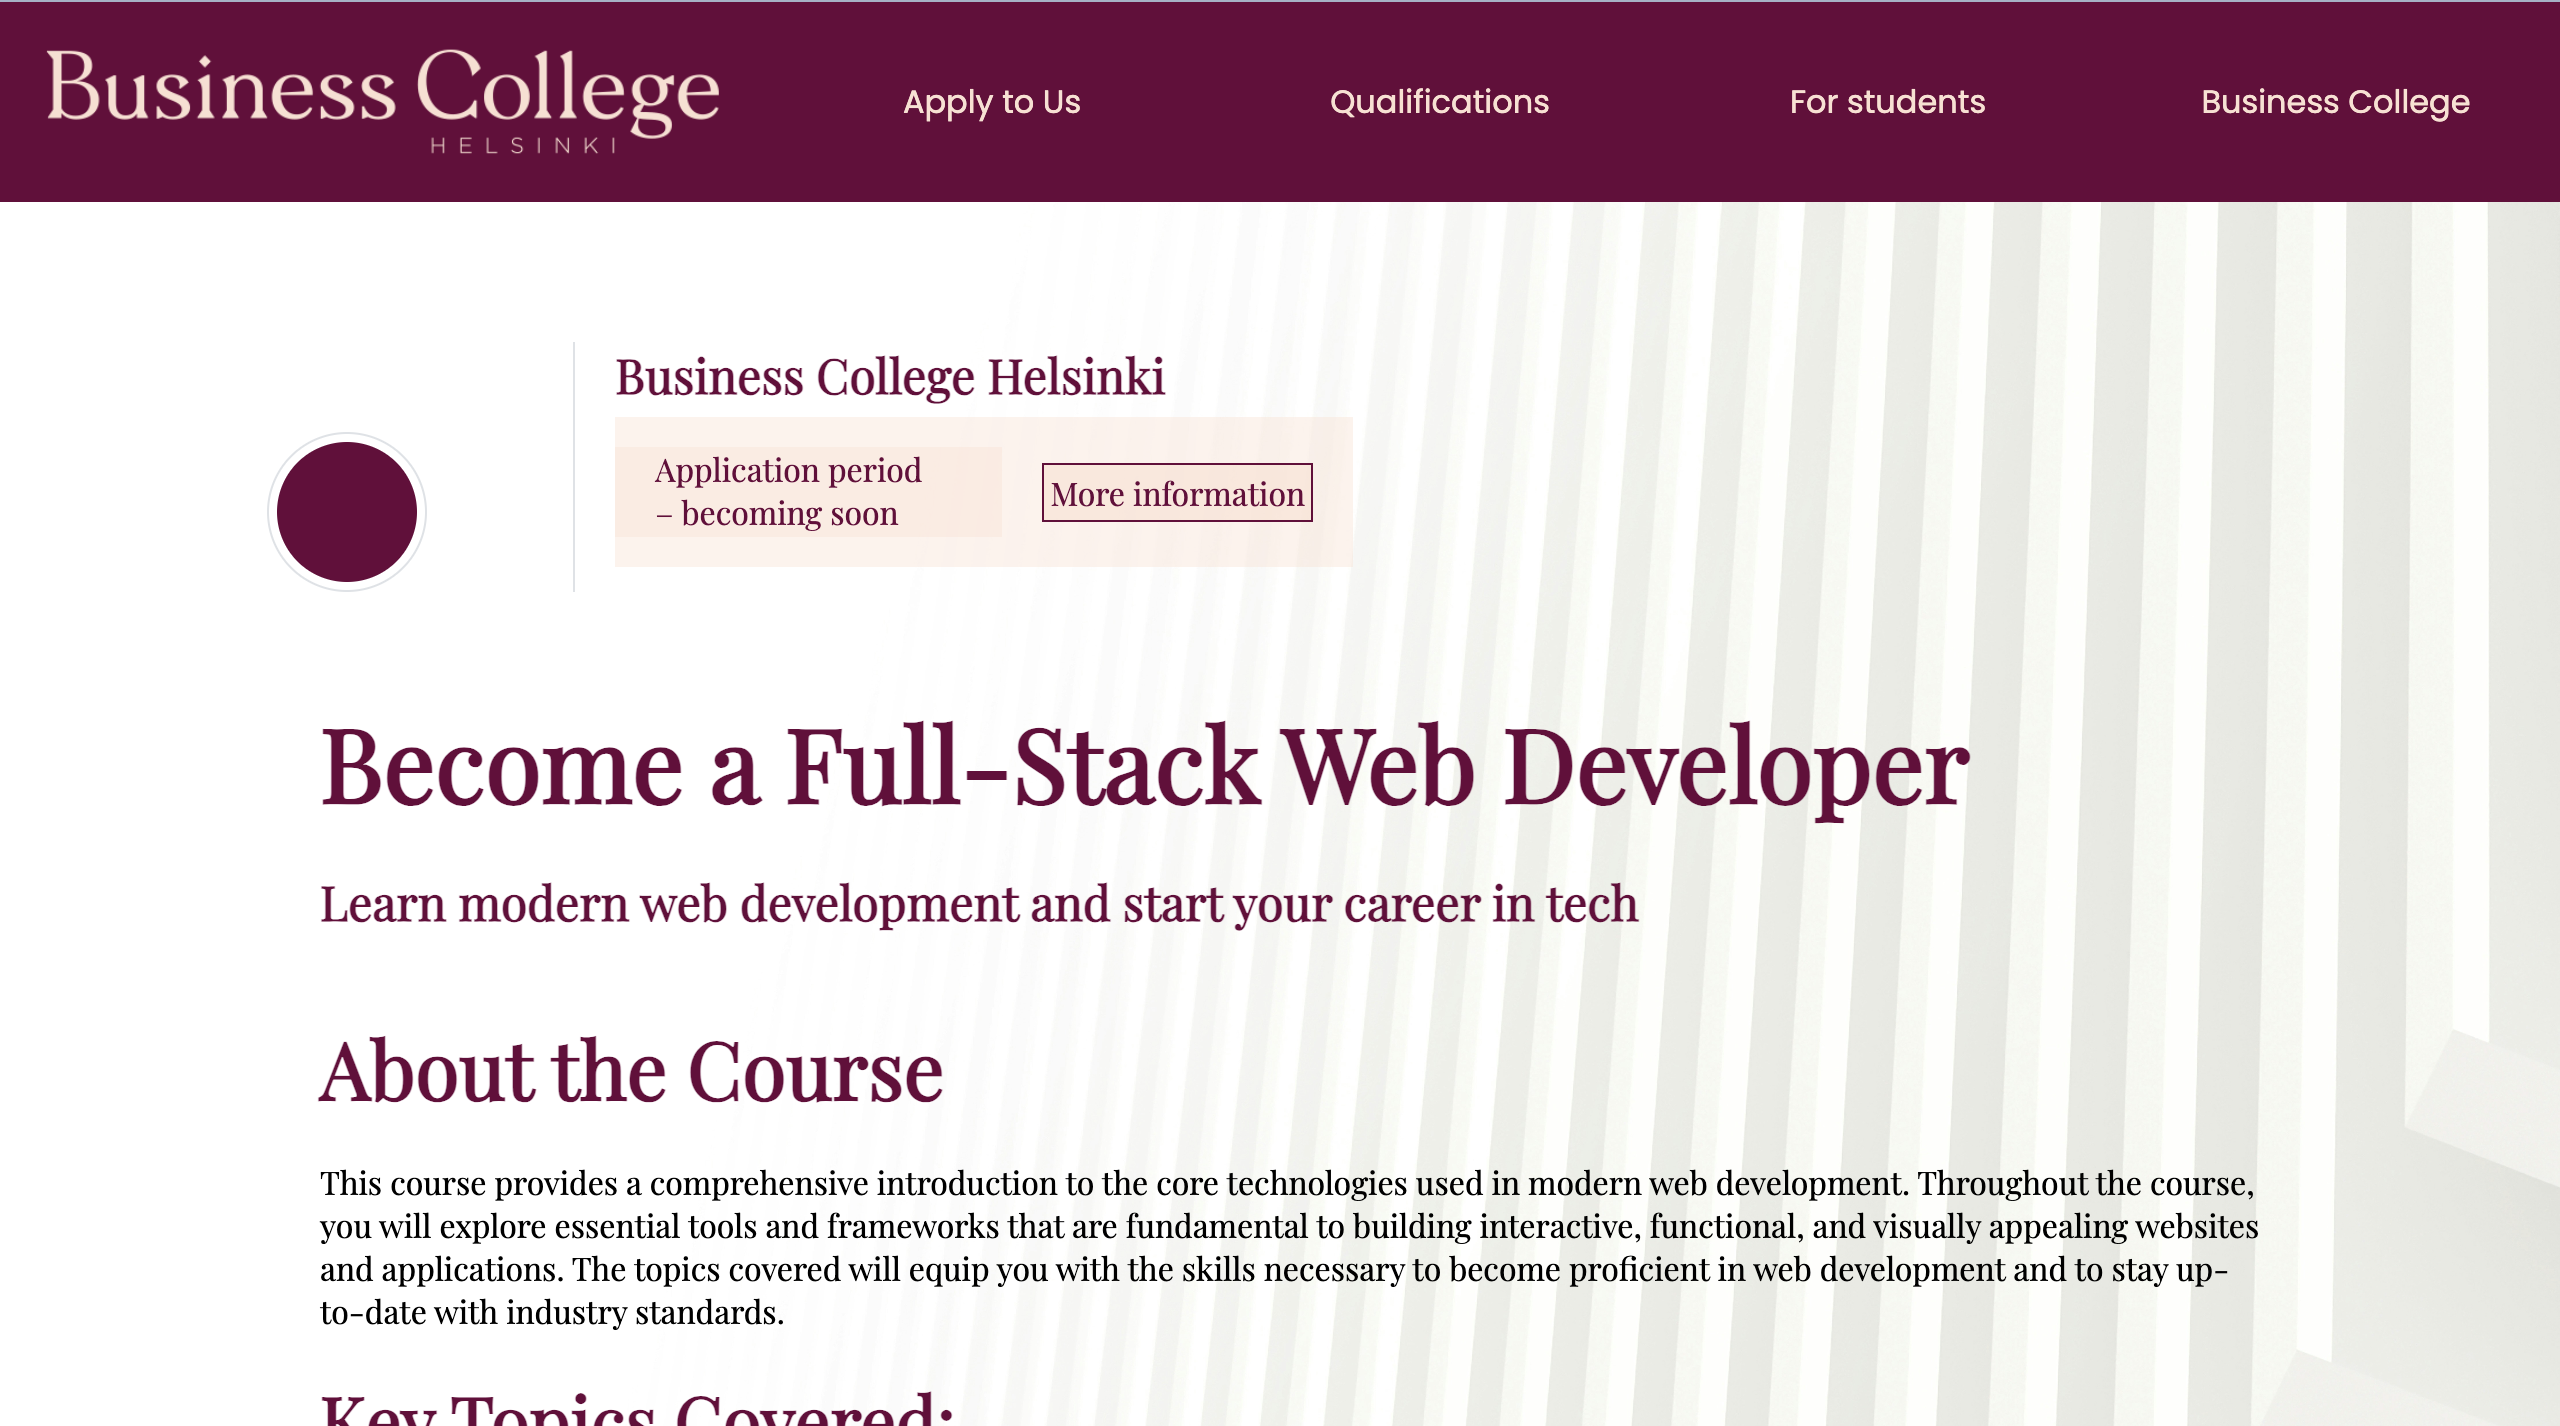 Business College
HELSINKI
Apply to Us
Qualifications
For students
Business College
Business College Helsinki
Application period
– becoming soon
More information
Become a Full-Stack Web Developer
Learn modern web development and start your career in tech
About the Course
This course provides a comprehensive introduction to the core technologies used in modern web development. Throughout the course,
you will explore essential tools and frameworks that are fundamental to building interactive, functional, and visually appealing websites
and applications. The topics covered will equip you with the skills necessary to become proficient in web development and to stay up-
to-date with industry standards.
Key Topics Covered: